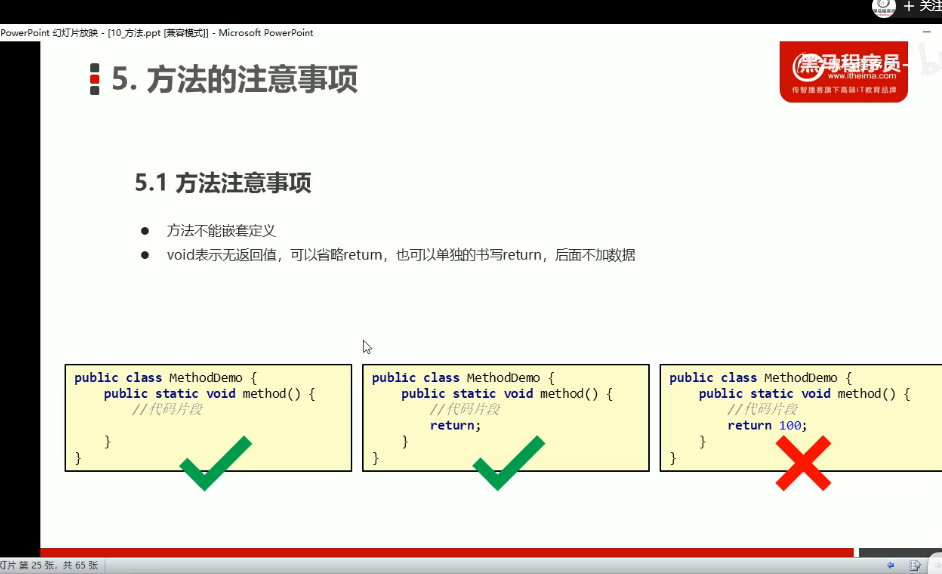 + 关注
PowerPoint 幻灯片放映 - [10_方法.ppt [兼容模式]] - Microsoft PowerPoint
5. 方法的注意事项
黑马程序员
www.itheima.com
传智播客旗下高端IT教育品牌
5.1 方法注意事项
● 方法不能嵌套定义
● void表示无返回值，可以省略return，也可以单独的书写return，后面不加数据
public class MethodDemo {
public static void method() {
//代码片段
}
}
public class MethodDemo {
public static void method() {
//代码片段
return;
}
}
public class MethodDemo {
public static void method() {
//代码片段
return 100;
}
}
灯片 第 25 张，共 65 张